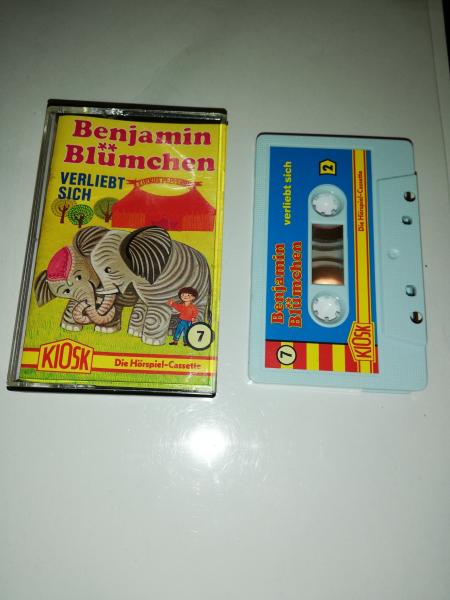 Benjamin
Blümchen
VERLIEBT
SICH
7
KIOSK
Die Hörspiel-Cassette
2
verliebt sich
Benjamin
Blümchen
7
Die Hörspiel-Cassette
KIOSK